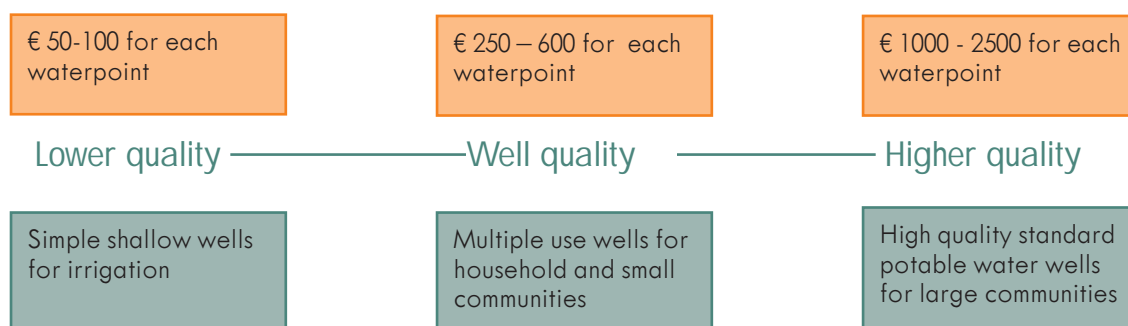 € 50-100 for each
waterpoint
€ 250 – 600 for each
waterpoint
€ 1000 - 2500 for each
waterpoint
Lower quality
Well quality
Higher quality
Simple shallow wells
for irrigation
Multiple use wells for
household and small
communities
High quality standard
potable water wells
for large communities